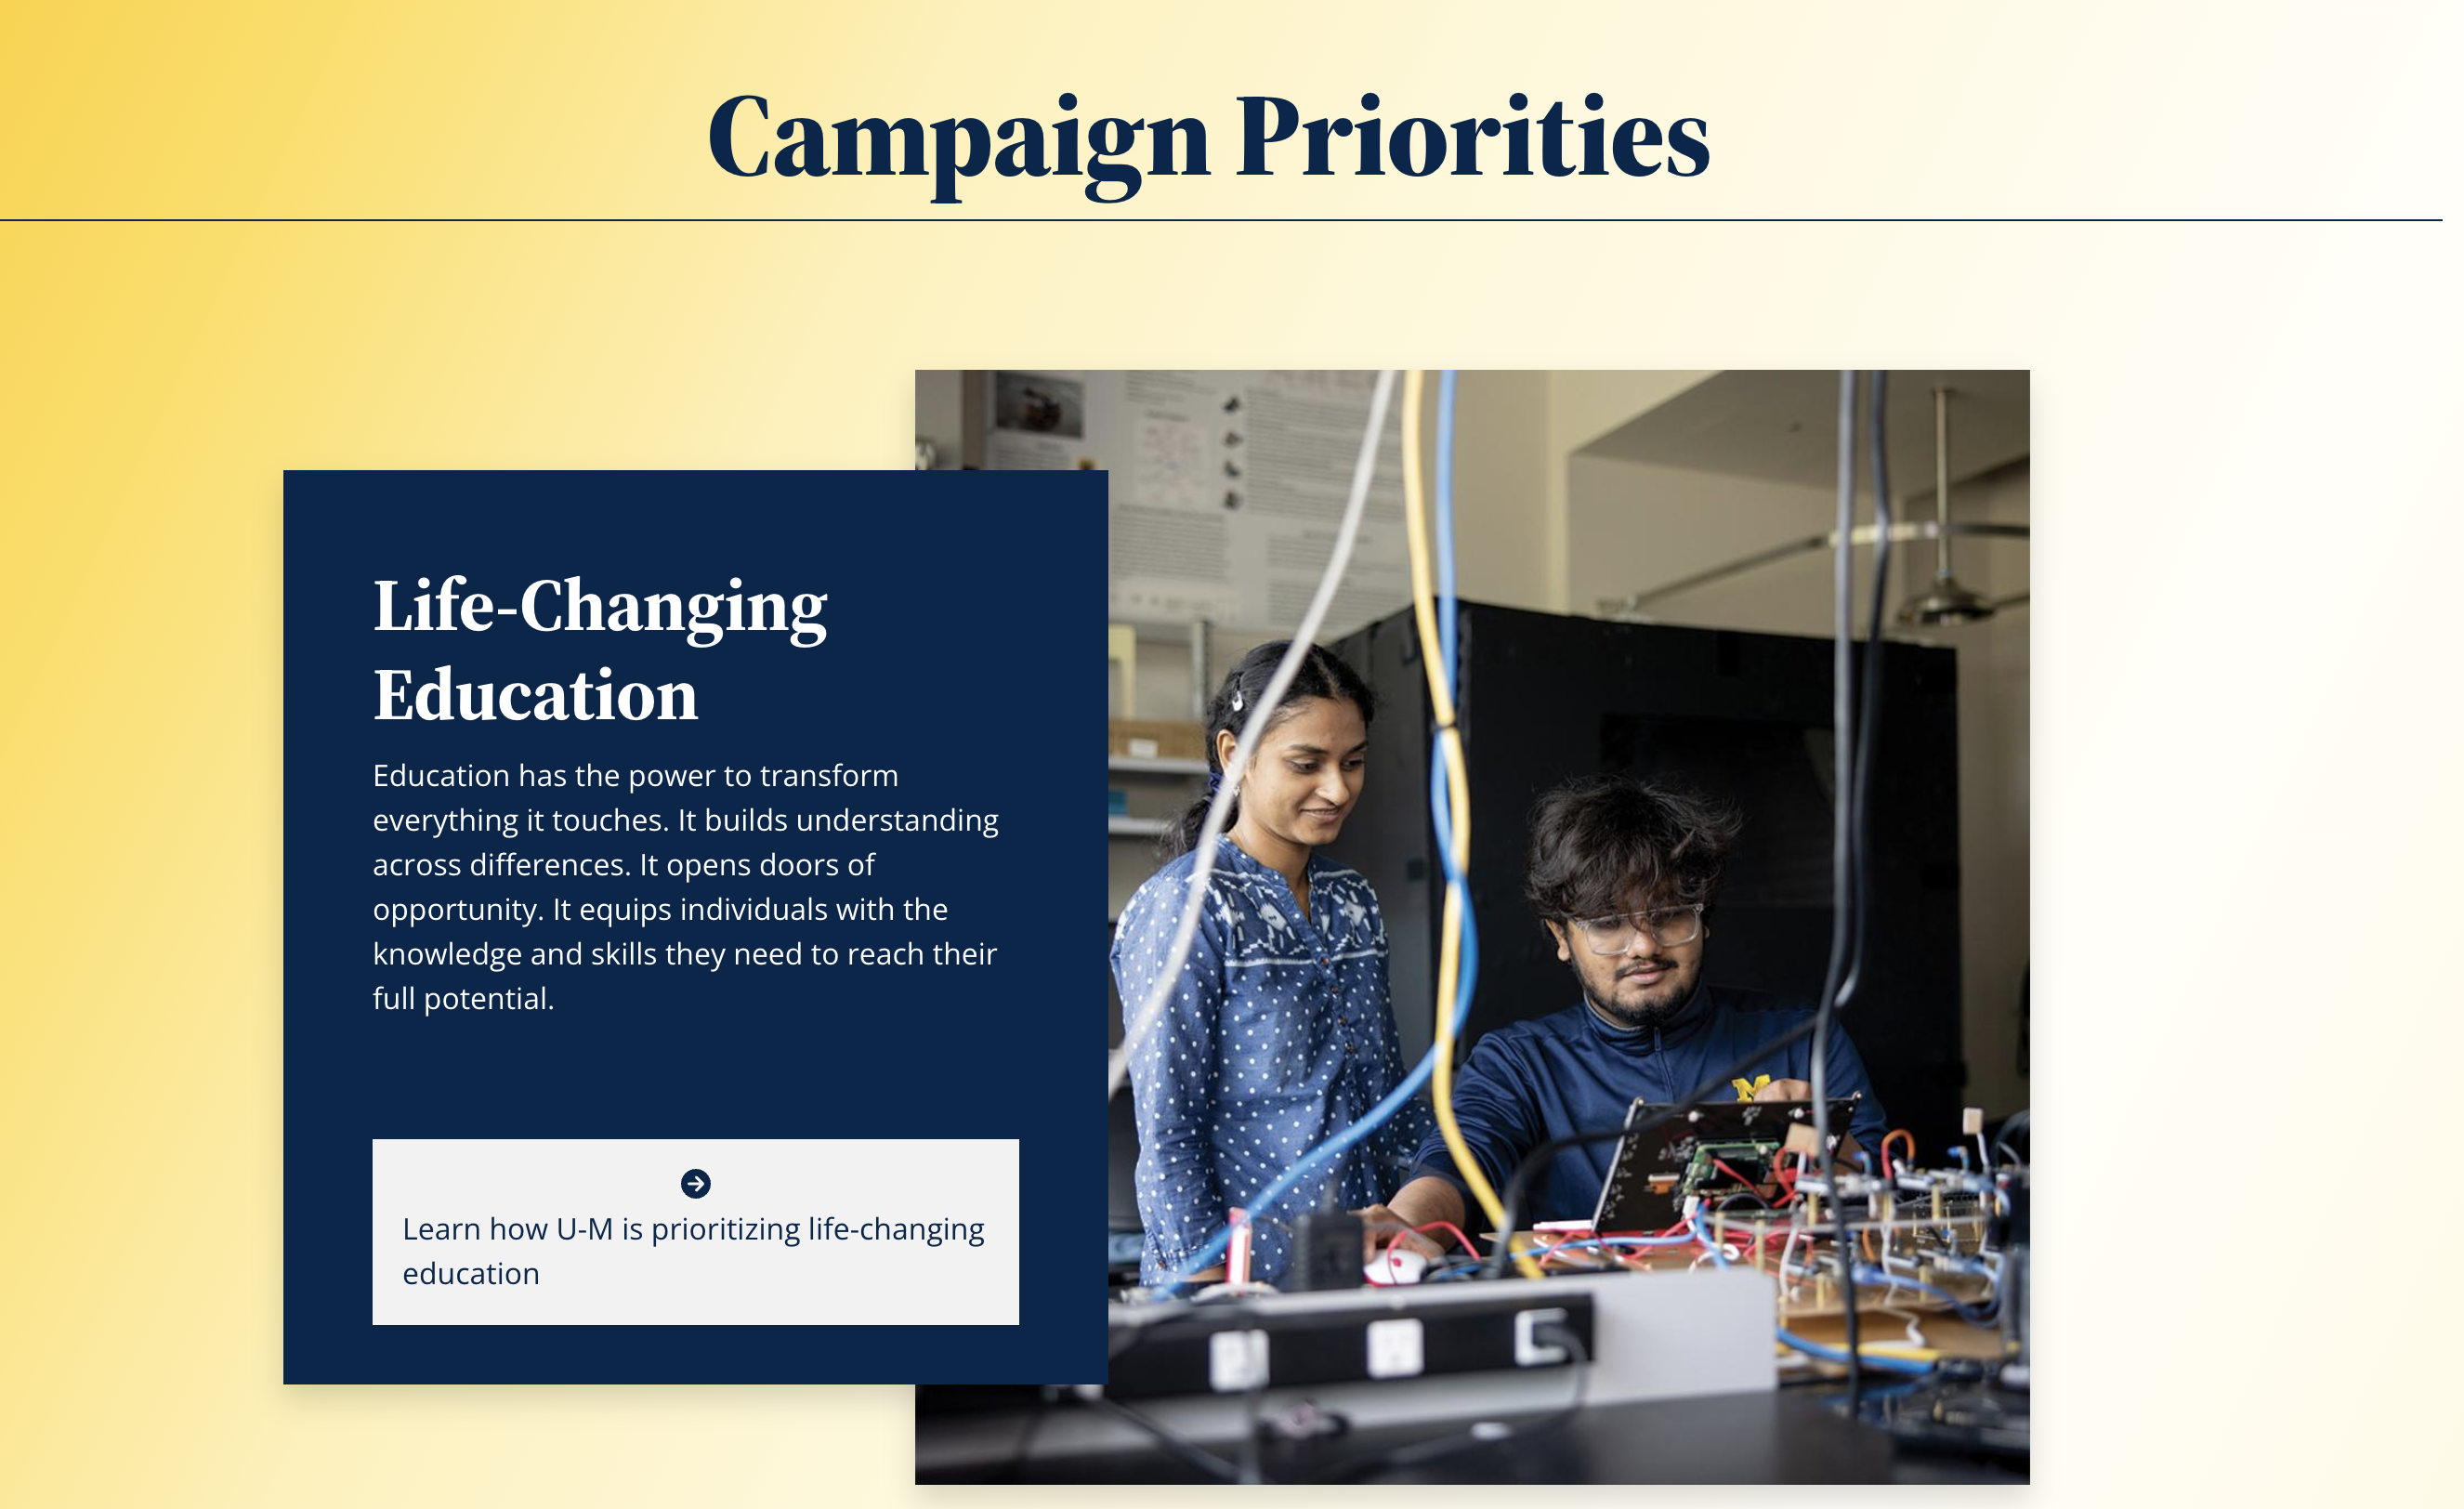 Campaign Priorities
Life-Changing
Education
Education has the power to transform
everything it touches. It builds understanding
across differences. It opens doors of
opportunity. It equips individuals with the
knowledge and skills they need to reach their
full potential.
Learn how U-M is prioritizing life-changing
education
M